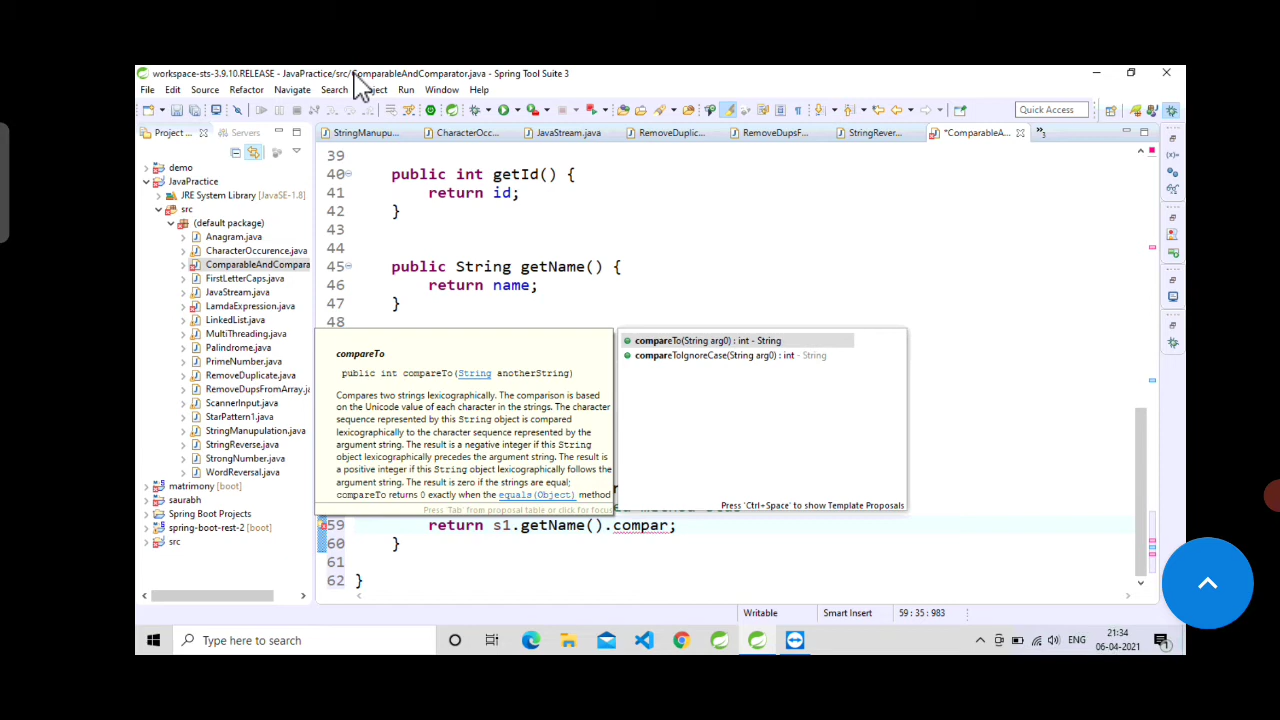 workspace-sts-3.9.10.RELEASE - JavaPractice/src/ComparableAndComparator.java - Spring Tool Suite 3
File Edit Source Refactor Navigate Search Project Run Window Help
Quick Access
Project ... Servers
StringManupu... CharacterOcc... JavaStream.java RemoveDuplic... RemoveDupsF... StringRever... *ComparableA... »3
demo
JavaPractice
JRE System Library [JavaSE-1.8]
src
(default package)
Anagram.java
CharacterOccurence.java
ComparableAndCompara
FirstLetterCaps.java
JavaStream.java
LamdaExpression.java
LinkedList.java
MultiThreading.java
Palindrome.java
PrimeNumber.java
RemoveDuplicate.java
RemoveDupsFromArray.j
ScannerInput.java
StarPattern1.java
StringManipulation.java
StringReverse.java
StrongNumber.java
WordReversal.java
matrimony [boot]
saurabh
Spring Boot Projects
spring-boot-rest-2 [boot]
src
39
40 public int getId() {
41 return id;
42 }
43
44
45 public String getName() {
46 return name;
47 }
48
compareTo
public int compareTo(String anotherString)
Compares two strings lexicographically. The comparison is based
on the Unicode value of each character in the strings. The character
sequence represented by this String object is compared
lexicographically to the character sequence represented by the
argument string. The result is a negative integer if this String
object lexicographically precedes the argument string. The result is
a positive integer if this String object lexicographically follows the
argument string. The result is zero if the strings are equal;
compareTo returns 0 exactly when the equals(Object) method
Press 'Tab' from proposal table or click for focus
compareTo(String arg0) : int - String
compareToIgnoreCase(String arg0) : int - String
Press 'Ctrl+Space' to show Template Proposals
59 return s1.getName().compar;
60 }
61
62 }
Writable Smart Insert 59 : 35 : 983
Type here to search
ENG
21:34
06-04-2021